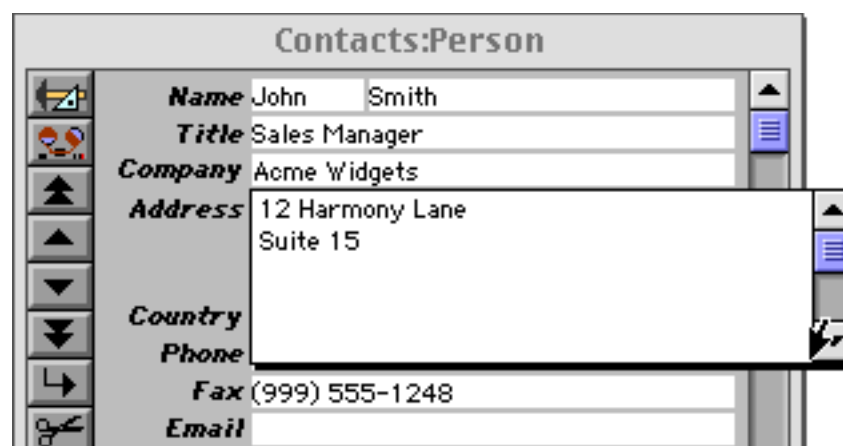 Contacts:Person
Name John Smith
Title Sales Manager
Company Acme Widgets
Address 12 Harmony Lane
Suite 15
Country
Phone
Fax (999) 555-1248
Email